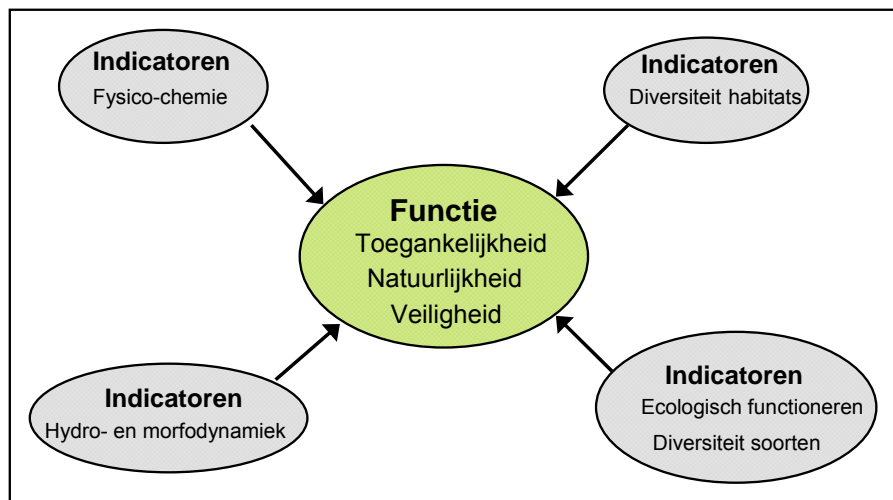 Indicatoren
Fysico-chemie
Indicatoren
Diversiteit habitats
Functie
Toegankelijkheid
Natuurlijkheid
Veiligheid
Indicatoren
Hydro- en morfodynamiek
Indicatoren
Ecologisch functioneren
Diversiteit soorten